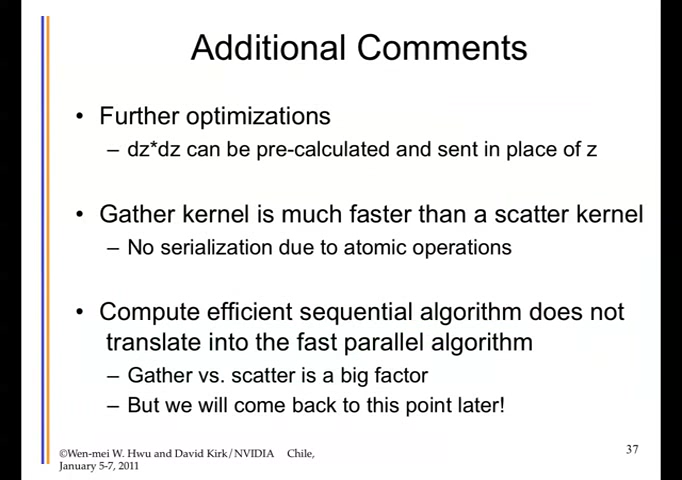 Additional Comments
• Further optimizations
– dz*dz can be pre-calculated and sent in place of z
• Gather kernel is much faster than a scatter kernel
– No serialization due to atomic operations
• Compute efficient sequential algorithm does not
translate into the fast parallel algorithm
– Gather vs. scatter is a big factor
– But we will come back to this point later!
©Wen-mei W. Hwu and David Kirk/NVIDIA Chile,
January 5-7, 2011
37